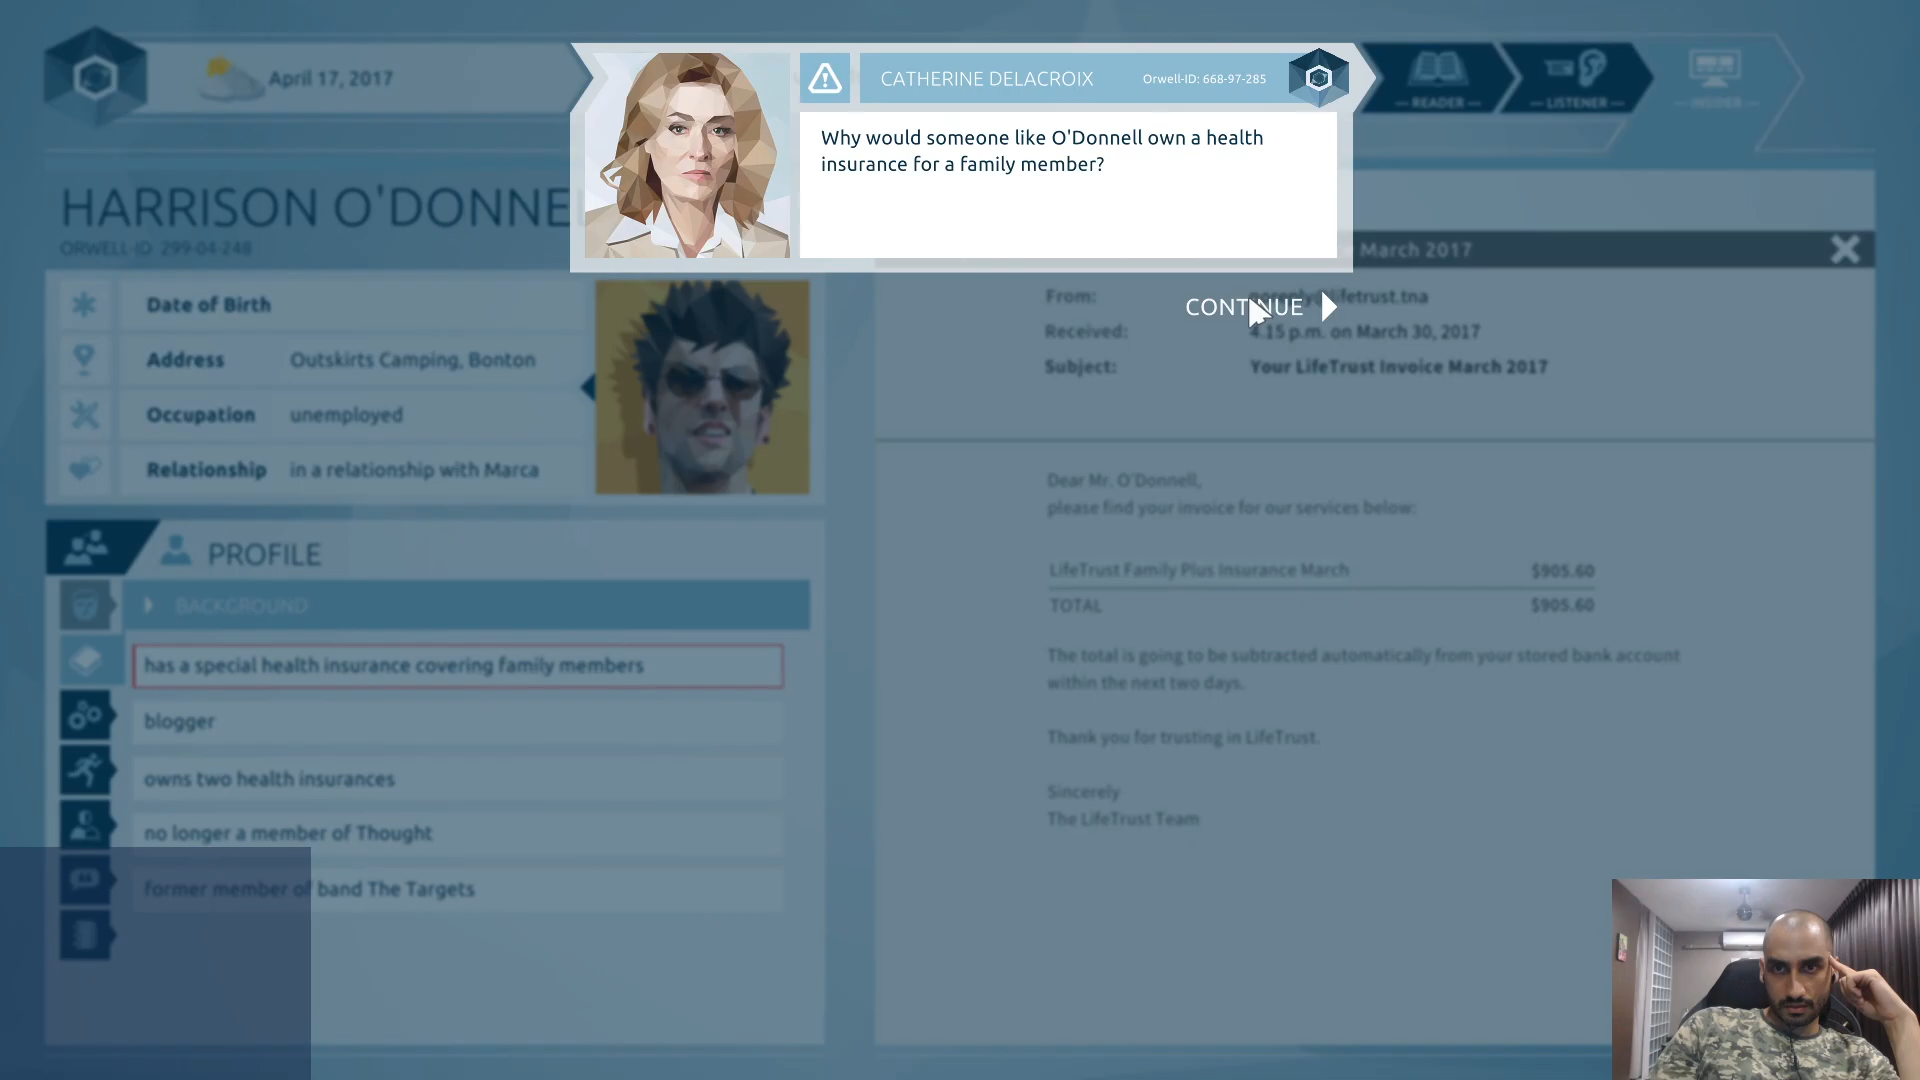 April 17, 2017
CATHERINE DELACROIX
Orwell-ID: 668-97-285
— READER —
— LISTENER —
— INSIDER —
Why would someone like O'Donnell own a health
insurance for a family member?
CONTINUE
HARRISON O'DONNE
ORWELL-ID: 299-04-248
Date of Birth
Address Outskirts Camping, Bonton
Occupation unemployed
Relationship in a relationship with Marca
PROFILE
BACKGROUND
has a special health insurance covering family members
blogger
owns two health insurances
no longer a member of Thought
former member of band The Targets
March 2017
From: noreply@lifetrust.tna
Received: 4.15 p.m. on March 30, 2017
Subject: Your LifeTrust Invoice March 2017
Dear Mr. O'Donnell,
please find your invoice for our services below:
LifeTrust Family Plus Insurance March $905.60
TOTAL $905.60
The total is going to be subtracted automatically from your stored bank account
within the next two days.
Thank you for trusting in LifeTrust.
Sincerely
The LifeTrust Team